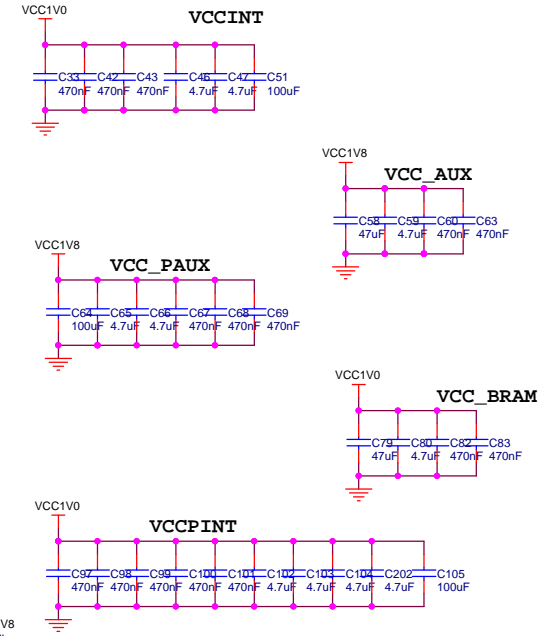 VCC1V0
VCCINT
C33 C42 C43 C46 C47 C51
470nF 470nF 470nF 4.7uF 4.7uF 100uF
VCC1V8
VCC_AUX
C58 C59 C60 C63
47uF 4.7uF 470nF 470nF
VCC1V8
VCC_PAUX
C64 C65 C66 C67 C68 C69
100uF 4.7uF 4.7uF 470nF 470nF 470nF
VCC1V0
VCC_BRAM
C79 C80 C82 C83
47uF 4.7uF 470nF 470nF
VCC1V0
VCCPINT
C97 C98 C99 C100 C101 C102 C103 C104 C202 C105
470nF 470nF 470nF 470nF 470nF 4.7uF 4.7uF 4.7uF 4.7uF 100uF
V8